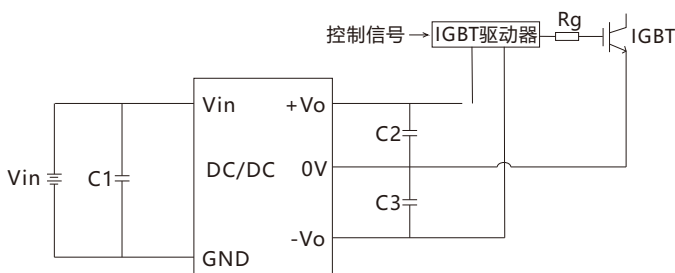 控制信号
IGBT驱动器
Rg
IGBT
Vin
+Vo
C2
Vin
C1
DC/DC
0V
C3
-Vo
GND